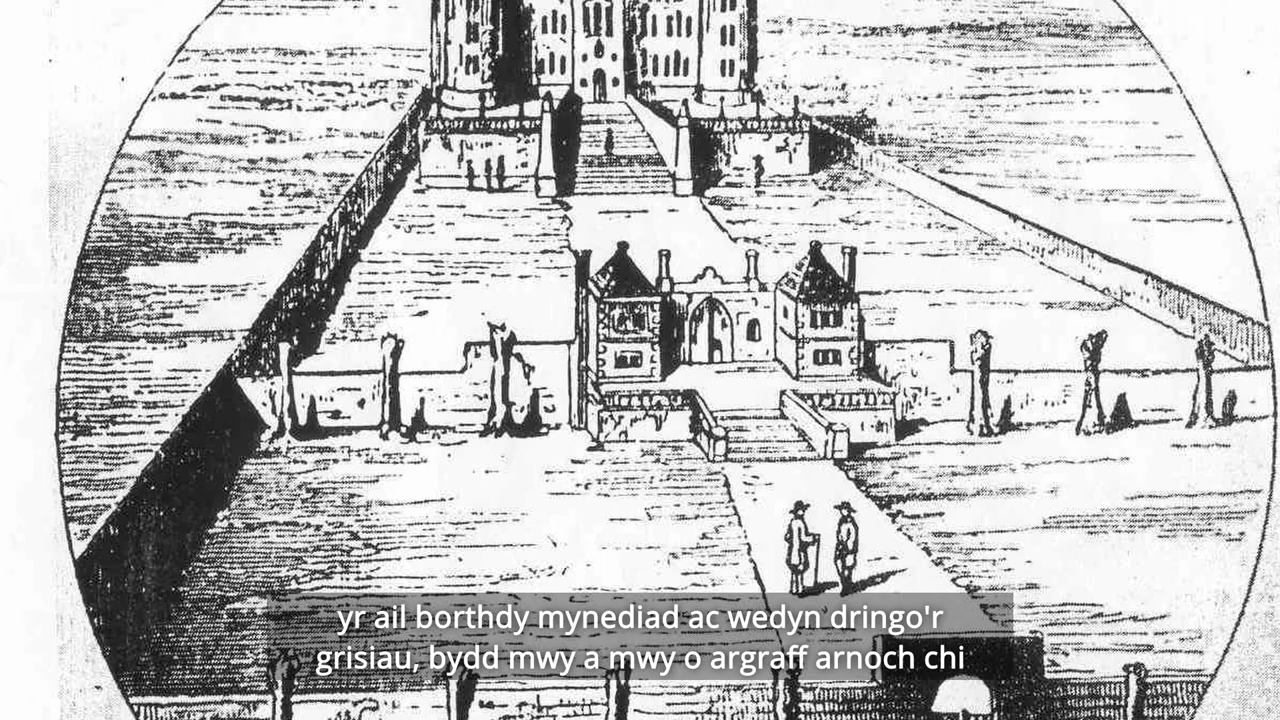 yr ail borthdy mynediad ac wedyn dringo'r
grisiau, bydd mwy a mwy o argraff arnoch chi